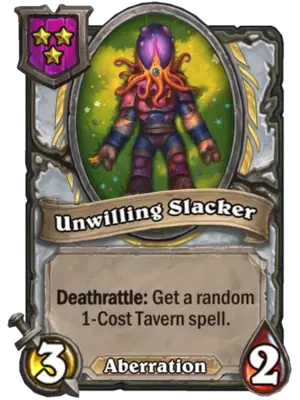 Unwilling Slacker
Deathrattle: Get a random
1-Cost Tavern spell.
3
Aberration
2